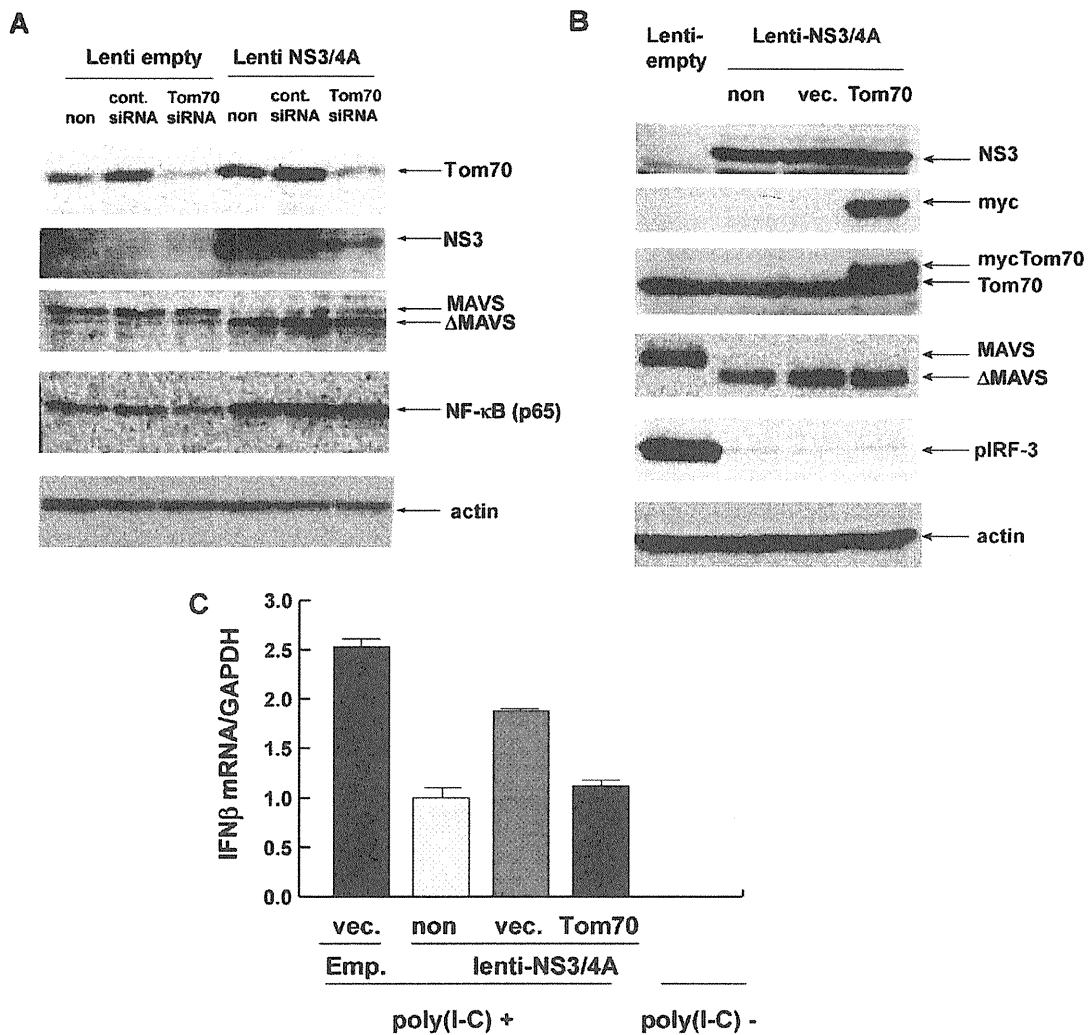 A
Lenti empty Lenti NS3/4A
non cont. siRNA Tom70 siRNA non cont. siRNA Tom70 siRNA
Tom70
NS3
MAVS
ΔMAVS
NF-κB (p65)
actin
B
Lenti-empty Lenti-NS3/4A
non vec. Tom70
NS3
myc
mycTom70
Tom70
MAVS
ΔMAVS
pIRF-3
actin
C
IFNβ mRNA/GAPDH
3.0
2.5
2.0
1.5
1.0
0.5
0.0
vec. non vec. Tom70
Emp. lenti-NS3/4A
poly(I-C) + poly(I-C) -